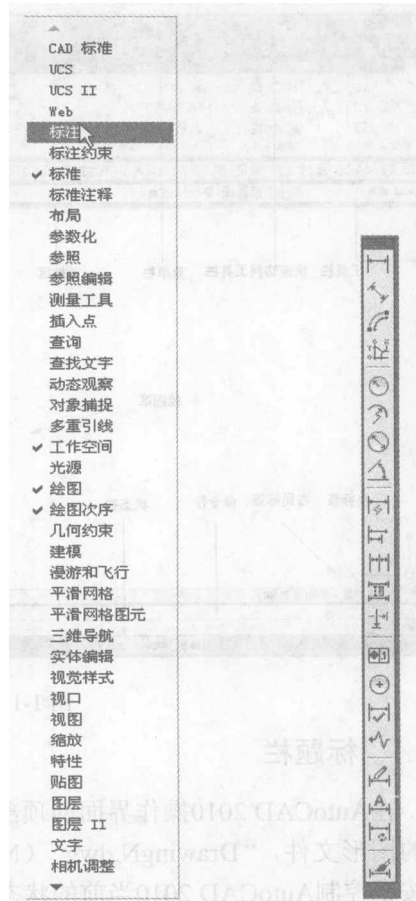 CAD 标准
UCS
UCS II
Web
标注
标注约束
标准
标准注释
布局
参数化
参照
参照编辑
测量工具
插入点
查询
查找文字
动态观察
对象捕捉
多重引线
工作空间
光源
绘图
绘图次序
几何约束
建模
漫游和飞行
平滑网格
平滑网格图元
三维导航
实体编辑
视觉样式
视口
视图
缩放
特性
贴图
图层
图层 II
文字
相机调整